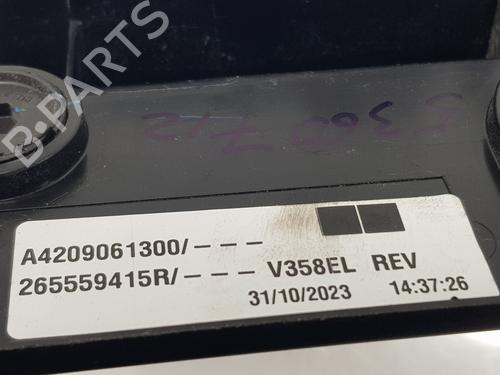 B-PARTS
A4209061300/- - -
265559415R/- - - V358EL REV
31/10/2023 14:37:26